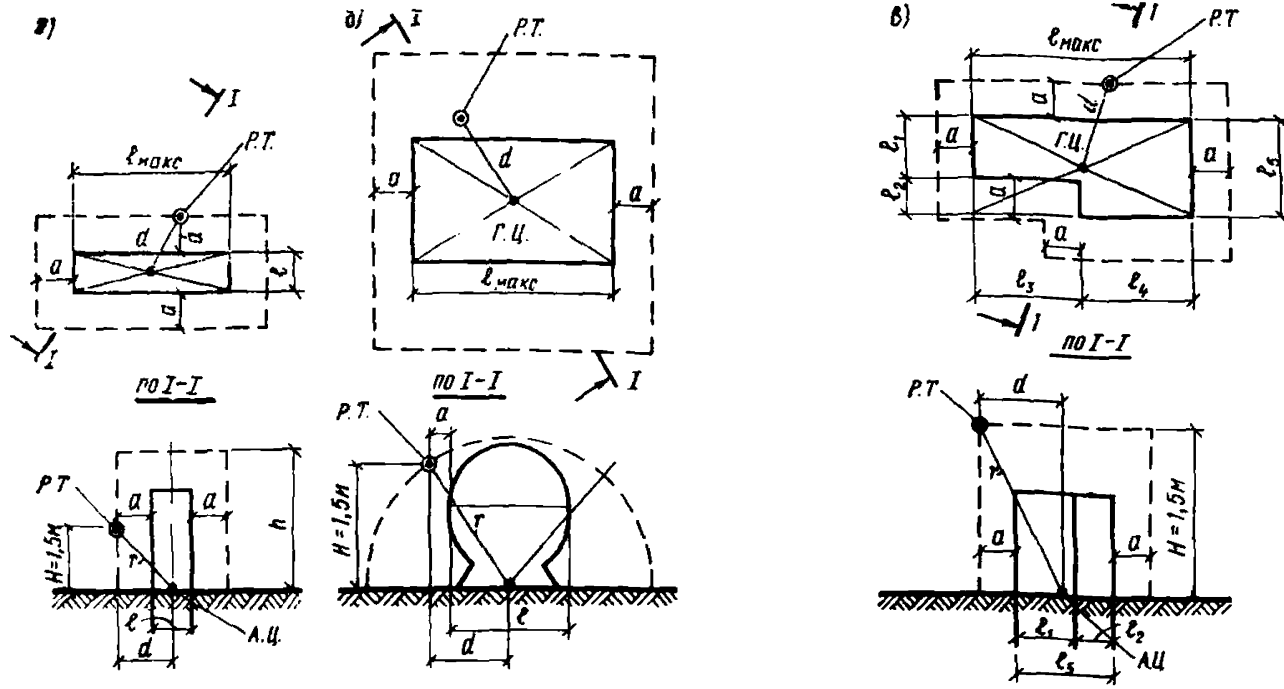 а)
I
Р.Т.
ℓмакс
d
a
a
ℓ
a
I
по I-I
Р.Т
a
a
h
H=1,5м
r
ℓ
А.Ц.
d
б)
I
Р.Т.
d
a
a
Г.Ц.
ℓмакс
I
по I-I
Р.Т.
a
H=1,5м
r
ℓ
d
в)
I
Р.Т
ℓмакс
a
d
ℓ1
a
Г.Ц.
a
ℓ5
ℓ2
a
a
ℓ3
ℓ4
I
по I-I
d
Р.Т
r
a
a
H=1,5м
ℓ1
ℓ2
А.Ц
ℓ5